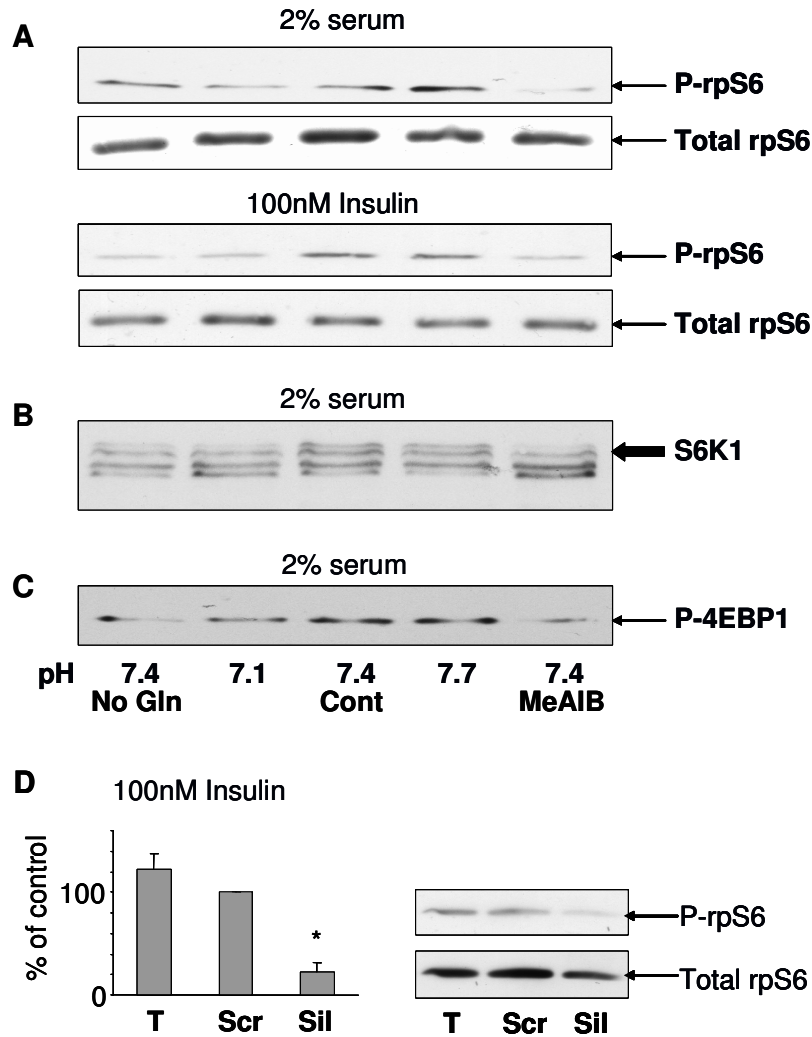 A
2% serum
P-rpS6
Total rpS6
100nM Insulin
P-rpS6
Total rpS6
B
2% serum
S6K1
C
2% serum
P-4EBP1
pH 7.4 7.1 7.4 7.7 7.4
No Gln Cont MeAIB
D
100nM Insulin
% of control
100
0
*
T Scr Sil
P-rpS6
Total rpS6
T Scr Sil